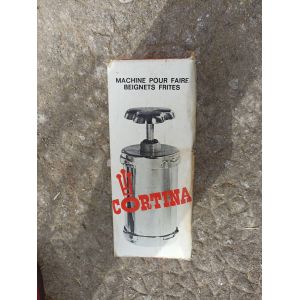 MACHINE POUR FAIRE
BEIGNETS FRITES
CORTINA